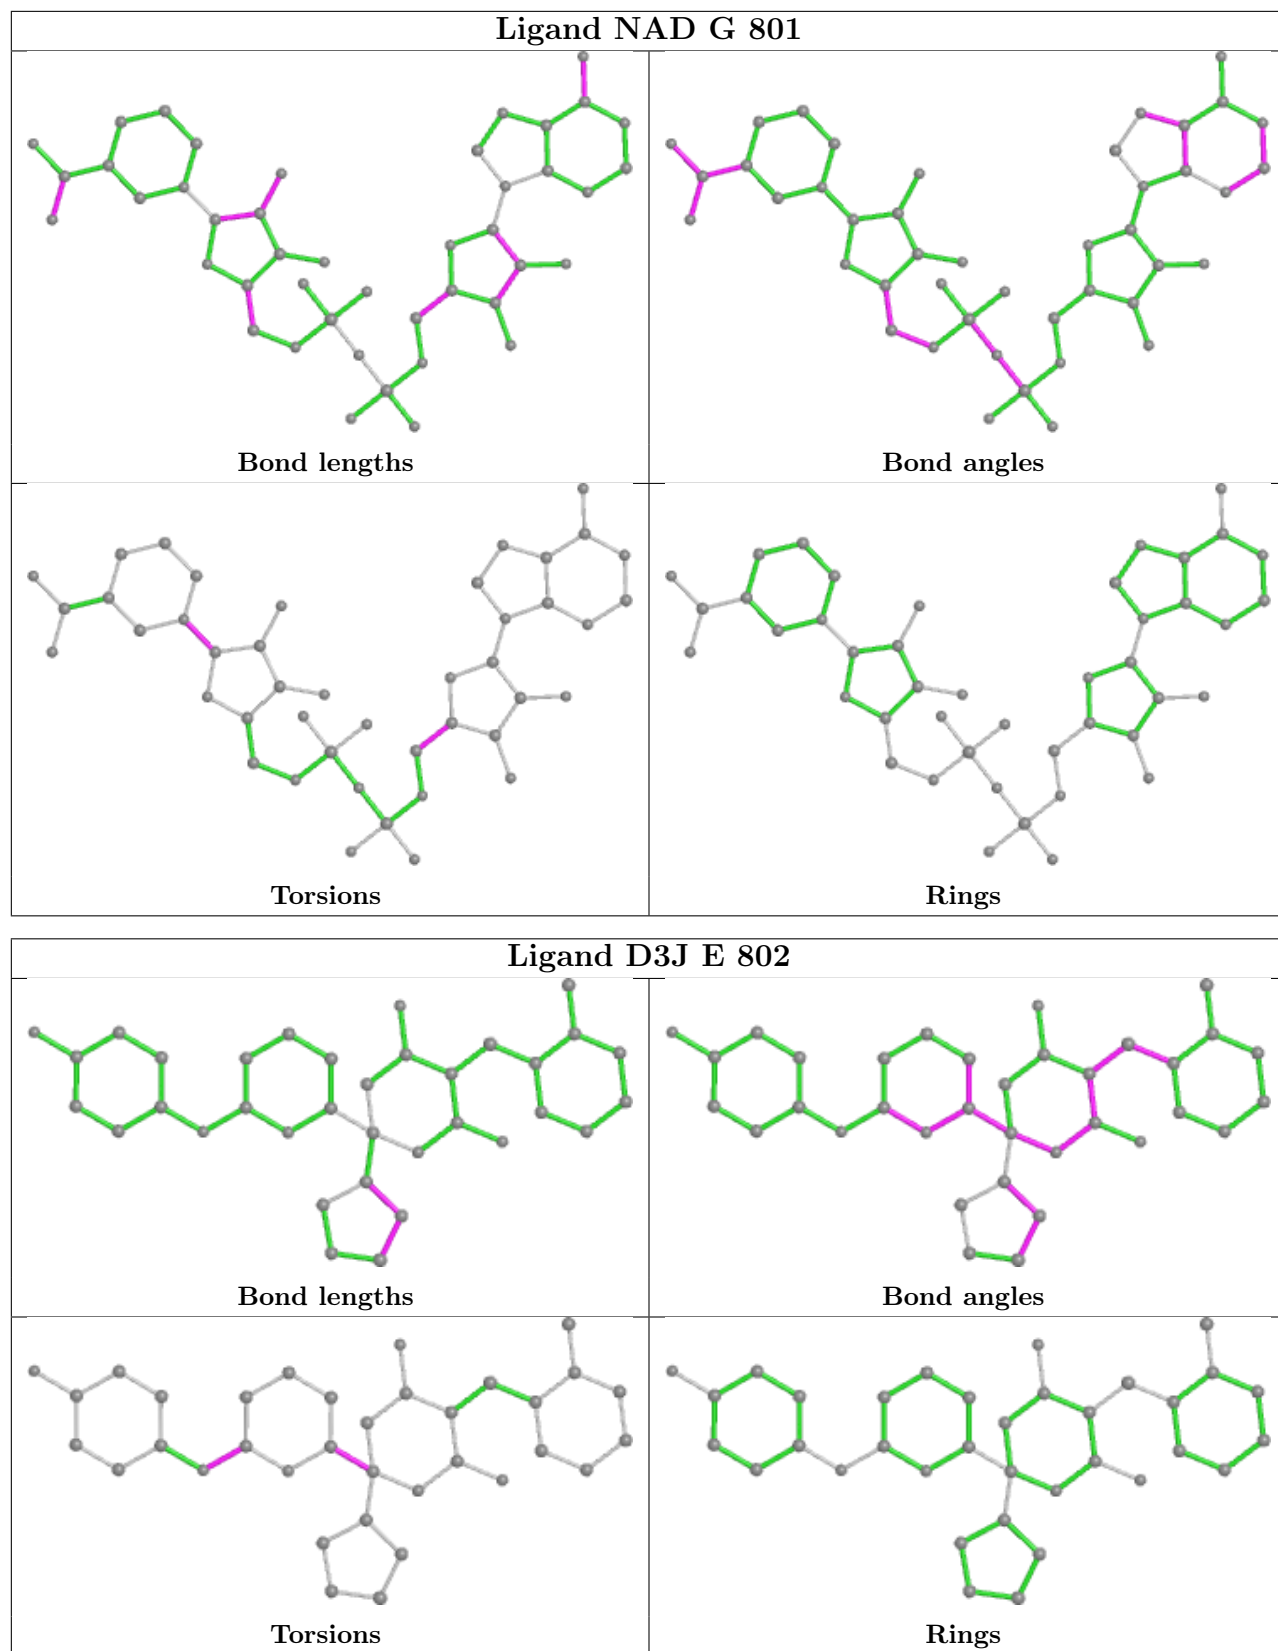 Ligand NAD G 801
Bond lengths
Bond angles
Torsions
Rings
Ligand D3J E 802
Bond lengths
Bond angles
Torsions
Rings